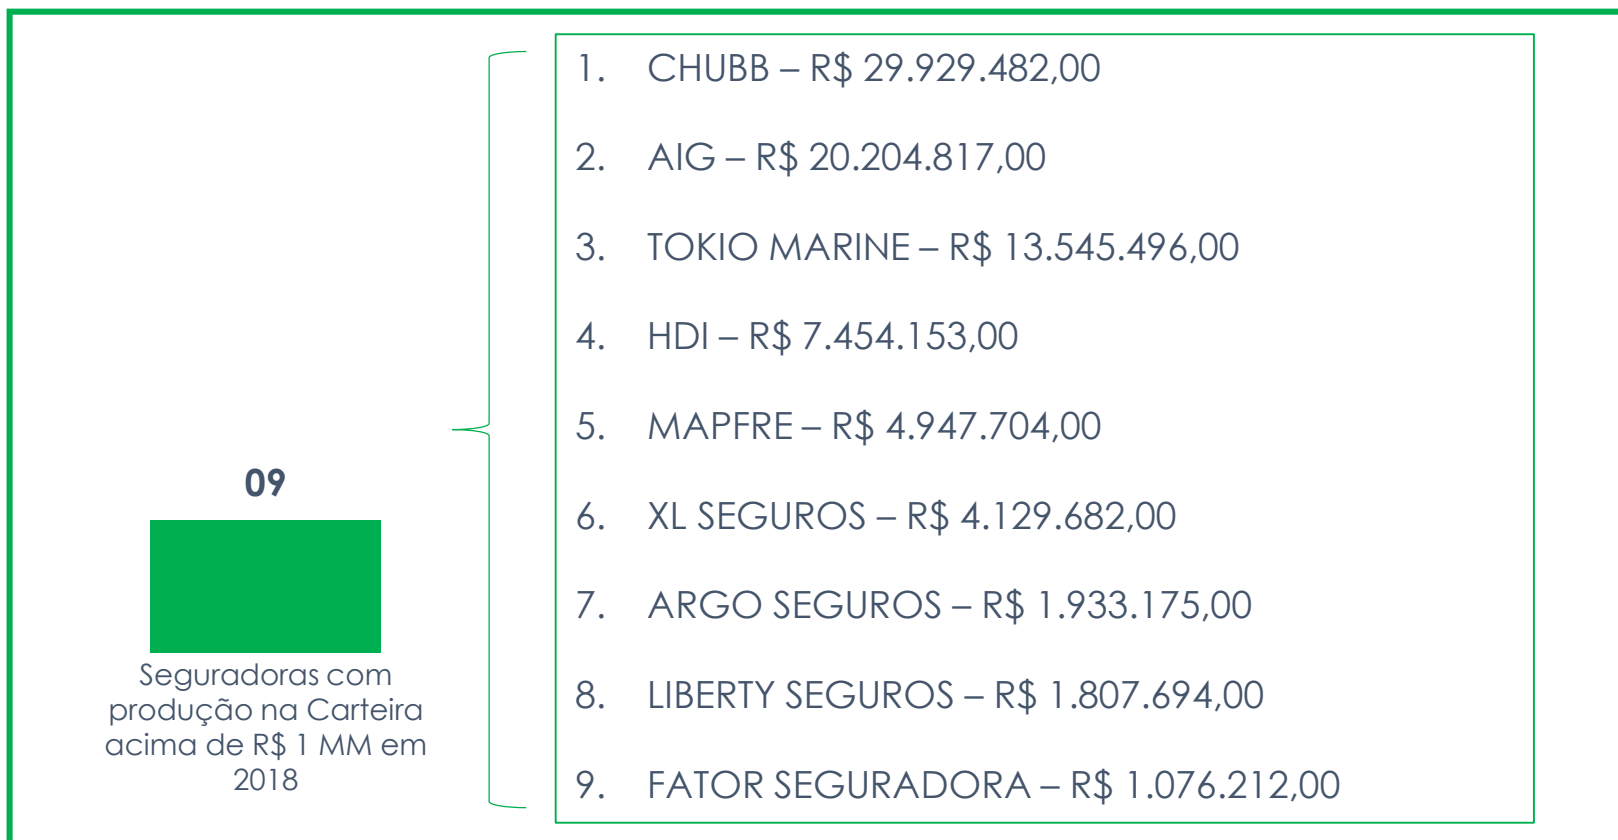 09
Seguradoras com
produção na Carteira
acima de R$ 1 MM em
2018
1. CHUBB – R$ 29.929.482,00
2. AIG – R$ 20.204.817,00
3. TOKIO MARINE – R$ 13.545.496,00
4. HDI – R$ 7.454.153,00
5. MAPFRE – R$ 4.947.704,00
6. XL SEGUROS – R$ 4.129.682,00
7. ARGO SEGUROS – R$ 1.933.175,00
8. LIBERTY SEGUROS – R$ 1.807.694,00
9. FATOR SEGURADORA – R$ 1.076.212,00